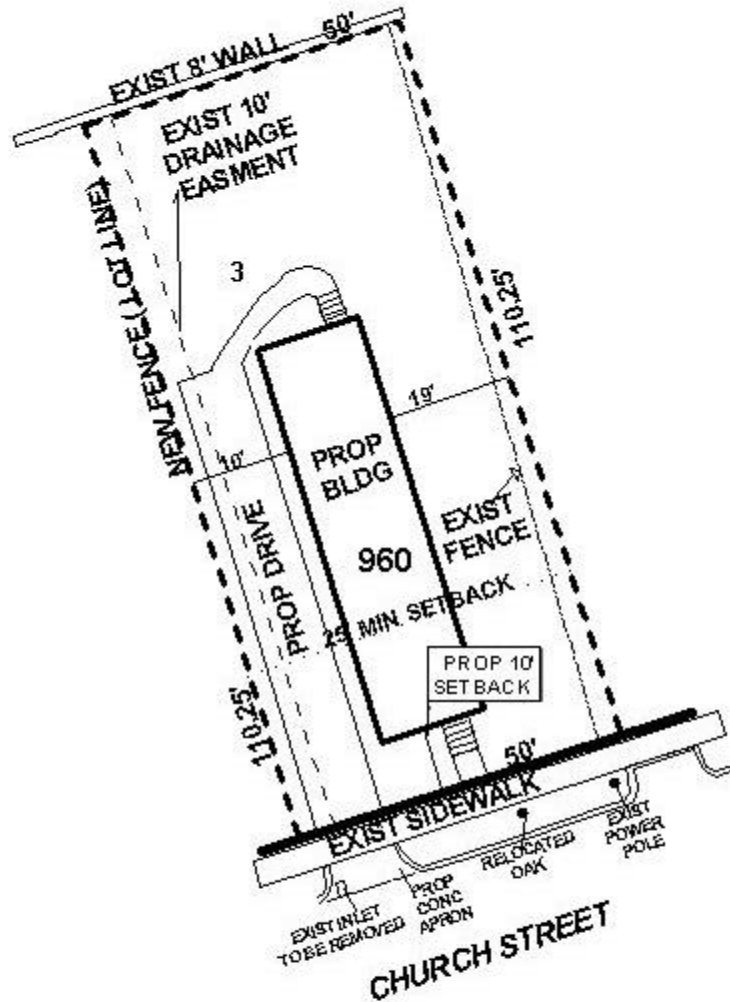 50'
EXIST 8' WALL
EXIST 10'
DRAINAGE
EASMENT
NEW FENCE (LOT LINE)
3
110.25'
19'
10'
PROP
BLDG
960
EXIST
FENCE
PROP DRIVE
25' MIN. SETBACK
PROP 10'
SETBACK
110.25'
50'
EXIST SIDEWALK
EXIST
POWER
POLE
RELOCATED
OAK
PROP
CONC
APRON
EXIST INLET
TO BE REMOVED
CHURCH STREET